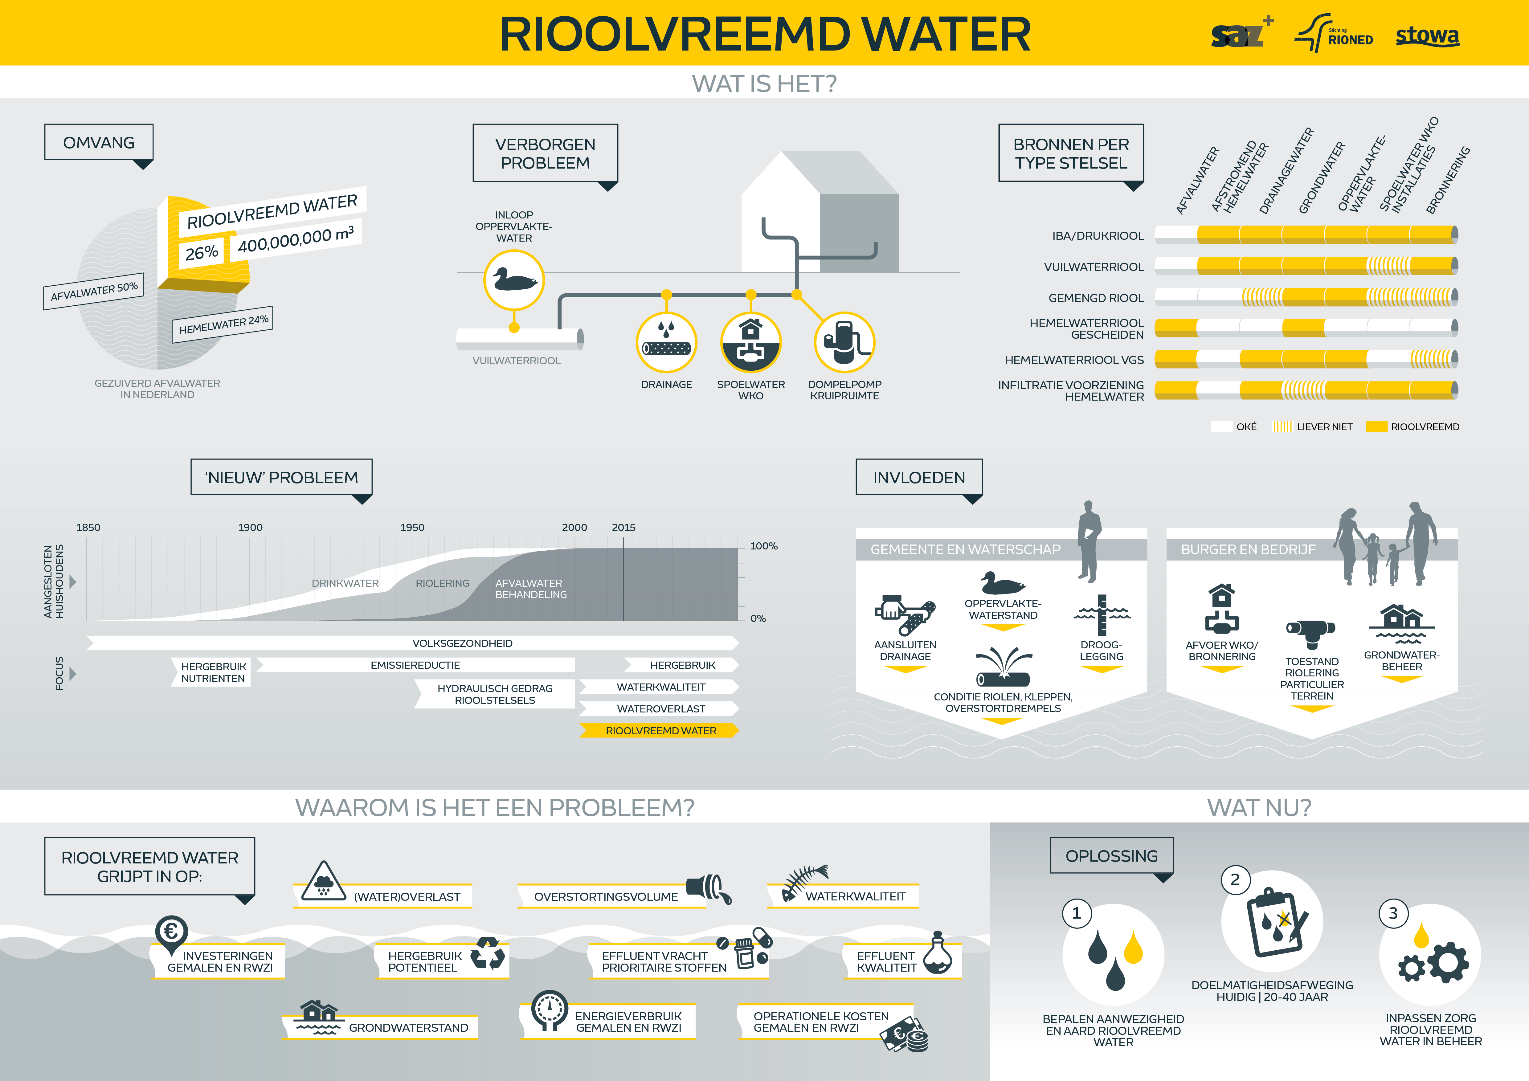 RIOOLVREEMD WATER
saz+
Stichting
RIONED
stowa
WAT IS HET?
OMVANG
RIOOLVREEMD WATER
26%
400,000,000 m³
AFVALWATER 50%
HEMELWATER 24%
GEZUIVERD AFVALWATER
IN NEDERLAND
VERBORGEN
PROBLEEM
INLOOP
OPPERVLAKTE-
WATER
VUILWATERRIOOL
DRAINAGE
SPOELWATER
WKO
DOMPELPOMP
KRUIPRUIMTE
BRONNEN PER
TYPE STELSEL
AFVALWATER
AFSTROMEND
HEMELWATER
DRAINAGEWATER
GRONDWATER
OPPERVLAKTE-
WATER
SPOELWATER WKO
INSTALLATIES
BRONNERING
IBA/DRUKRIOOL
VUILWATERRIOOL
GEMENGD RIOOL
HEMELWATERRIOOL
GESCHEIDEN
HEMELWATERRIOOL VGS
INFILTRATIE VOORZIENING
HEMELWATER
OKÉ
LIEVER NIET
RIOOLVREEMD
'NIEUW' PROBLEEM
1850
1900
1950
2000
2015
AANGESLOTEN
HUISHOUDENS
DRINKWATER
RIOLERING
AFVALWATER
BEHANDELING
100%
0%
FOCUS
VOLKSGEZONDHEID
HERGEBRUIK
NUTRIENTEN
EMISSIEREDUCTIE
HERGEBRUIK
HYDRAULISCH GEDRAG
RIOOLSTELSELS
WATERKWALITEIT
WATEROVERLAST
RIOOLVREEMD WATER
INVLOEDEN
GEMEENTE EN WATERSCHAP
AANSLUITEN
DRAINAGE
OPPERVLAKTE-
WATERSTAND
DROOG-
LEGGING
CONDITIE RIOLEN, KLEPPEN,
OVERSTORTDREMPELS
BURGER EN BEDRIJF
AFVOER WKO/
BRONNERING
TOESTAND
RIOLERING
PARTICULIER
TERREIN
GRONDWATER-
BEHEER
WAAROM IS HET EEN PROBLEEM?
RIOOLVREEMD WATER
GRIJPT IN OP:
(WATER)OVERLAST
OVERSTORTINGSVOLUME
WATERKWALITEIT
€
INVESTERINGEN
GEMALEN EN RWZI
HERGEBRUIK
POTENTIEEL
EFFLUENT VRACHT
PRIORITAIRE STOFFEN
EFFLUENT
KWALITEIT
GRONDWATERSTAND
ENERGIEVERBRUIK
GEMALEN EN RWZI
OPERATIONELE KOSTEN
GEMALEN EN RWZI
€
€
WAT NU?
OPLOSSING
1
BEPALEN AANWEZIGHEID
EN AARD RIOOLVREEMD
WATER
2
DOELMATIGHEIDSAFWEGING
HUIDIG | 20-40 JAAR
3
INPASSEN ZORG
RIOOLVREEMD
WATER IN BEHEER